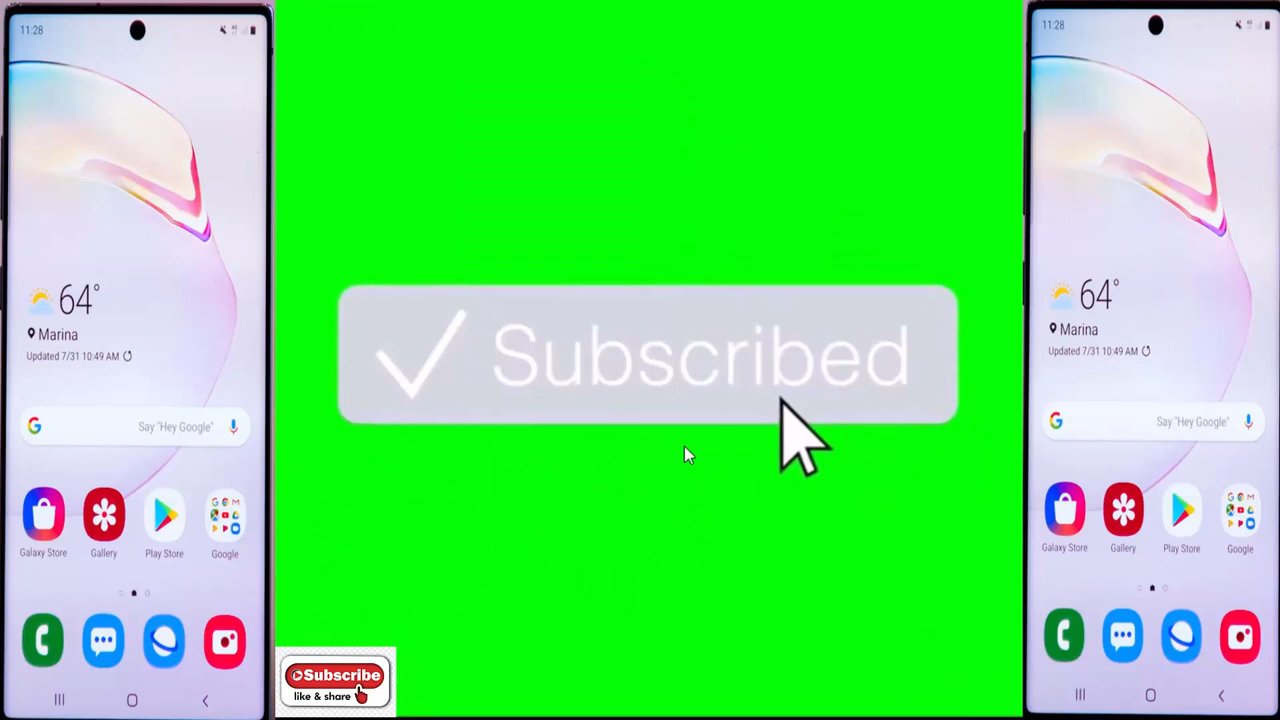 11:28
64°
Marina
Updated 7/31 10:49 AM
Say "Hey Google"
Galaxy Store
Gallery
Play Store
Google
Subscribed
Subscribe
like & share
11:28
64°
Marina
Updated 7/31 10:49 AM
Say "Hey Google"
Galaxy Store
Gallery
Play Store
Google